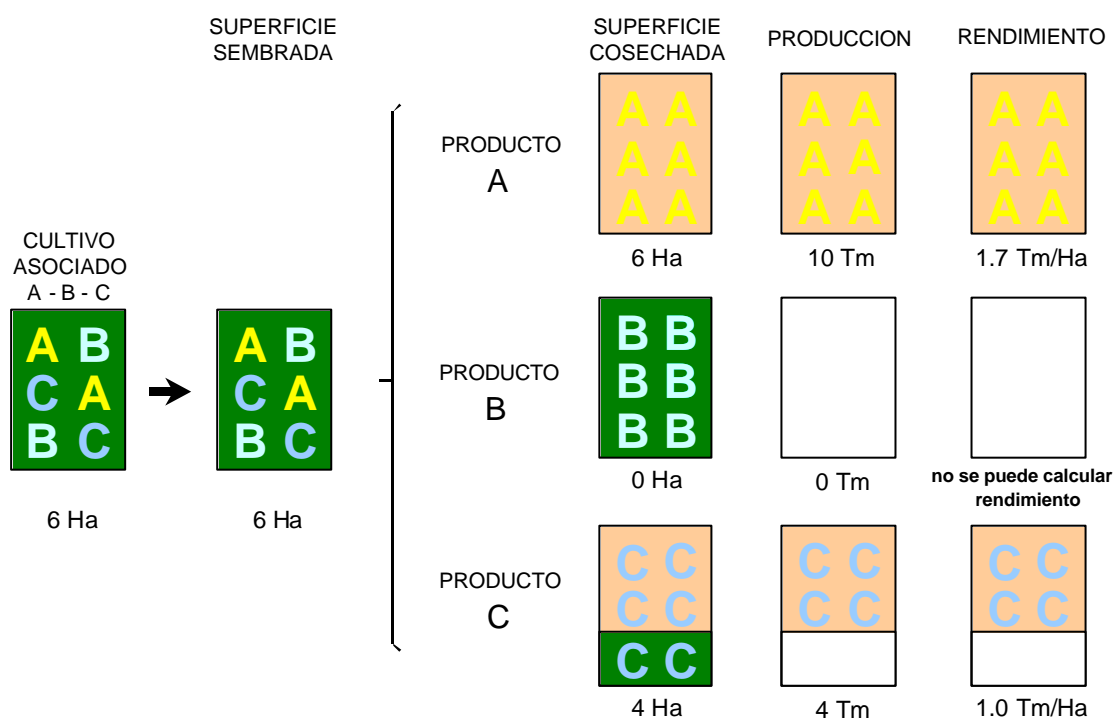 SUPERFICIE
SEMBRADA
SUPERFICIE
COSECHADA
PRODUCCION
RENDIMIENTO
CULTIVO
ASOCIADO
A - B - C
A B
C A
B C
6 Ha
A B
C A
B C
6 Ha
PRODUCTO
A
A A
A A
A A
6 Ha
A A
A A
A A
10 Tm
A A
A A
A A
1.7 Tm/Ha
PRODUCTO
B
B B
B B
B B
0 Ha
0 Tm
no se puede calcular
rendimiento
PRODUCTO
C
C C
C C
C C
4 Ha
C C
C C
4 Tm
C C
C C
1.0 Tm/Ha